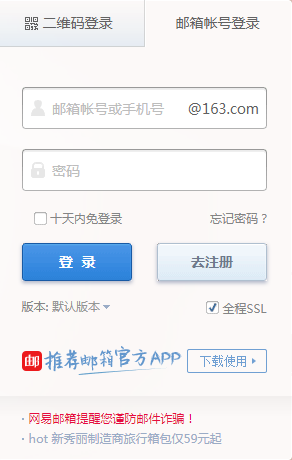 二维码登录 邮箱帐号登录
邮箱帐号或手机号 @163.com
密码
十天内免登录 忘记密码？
登 录 去注册
版本: 默认版本 全程SSL
邮 推荐邮箱官方APP 下载使用
· 网易邮箱提醒您谨防邮件诈骗！
· hot 新秀丽制造商旅行箱包仅59元起